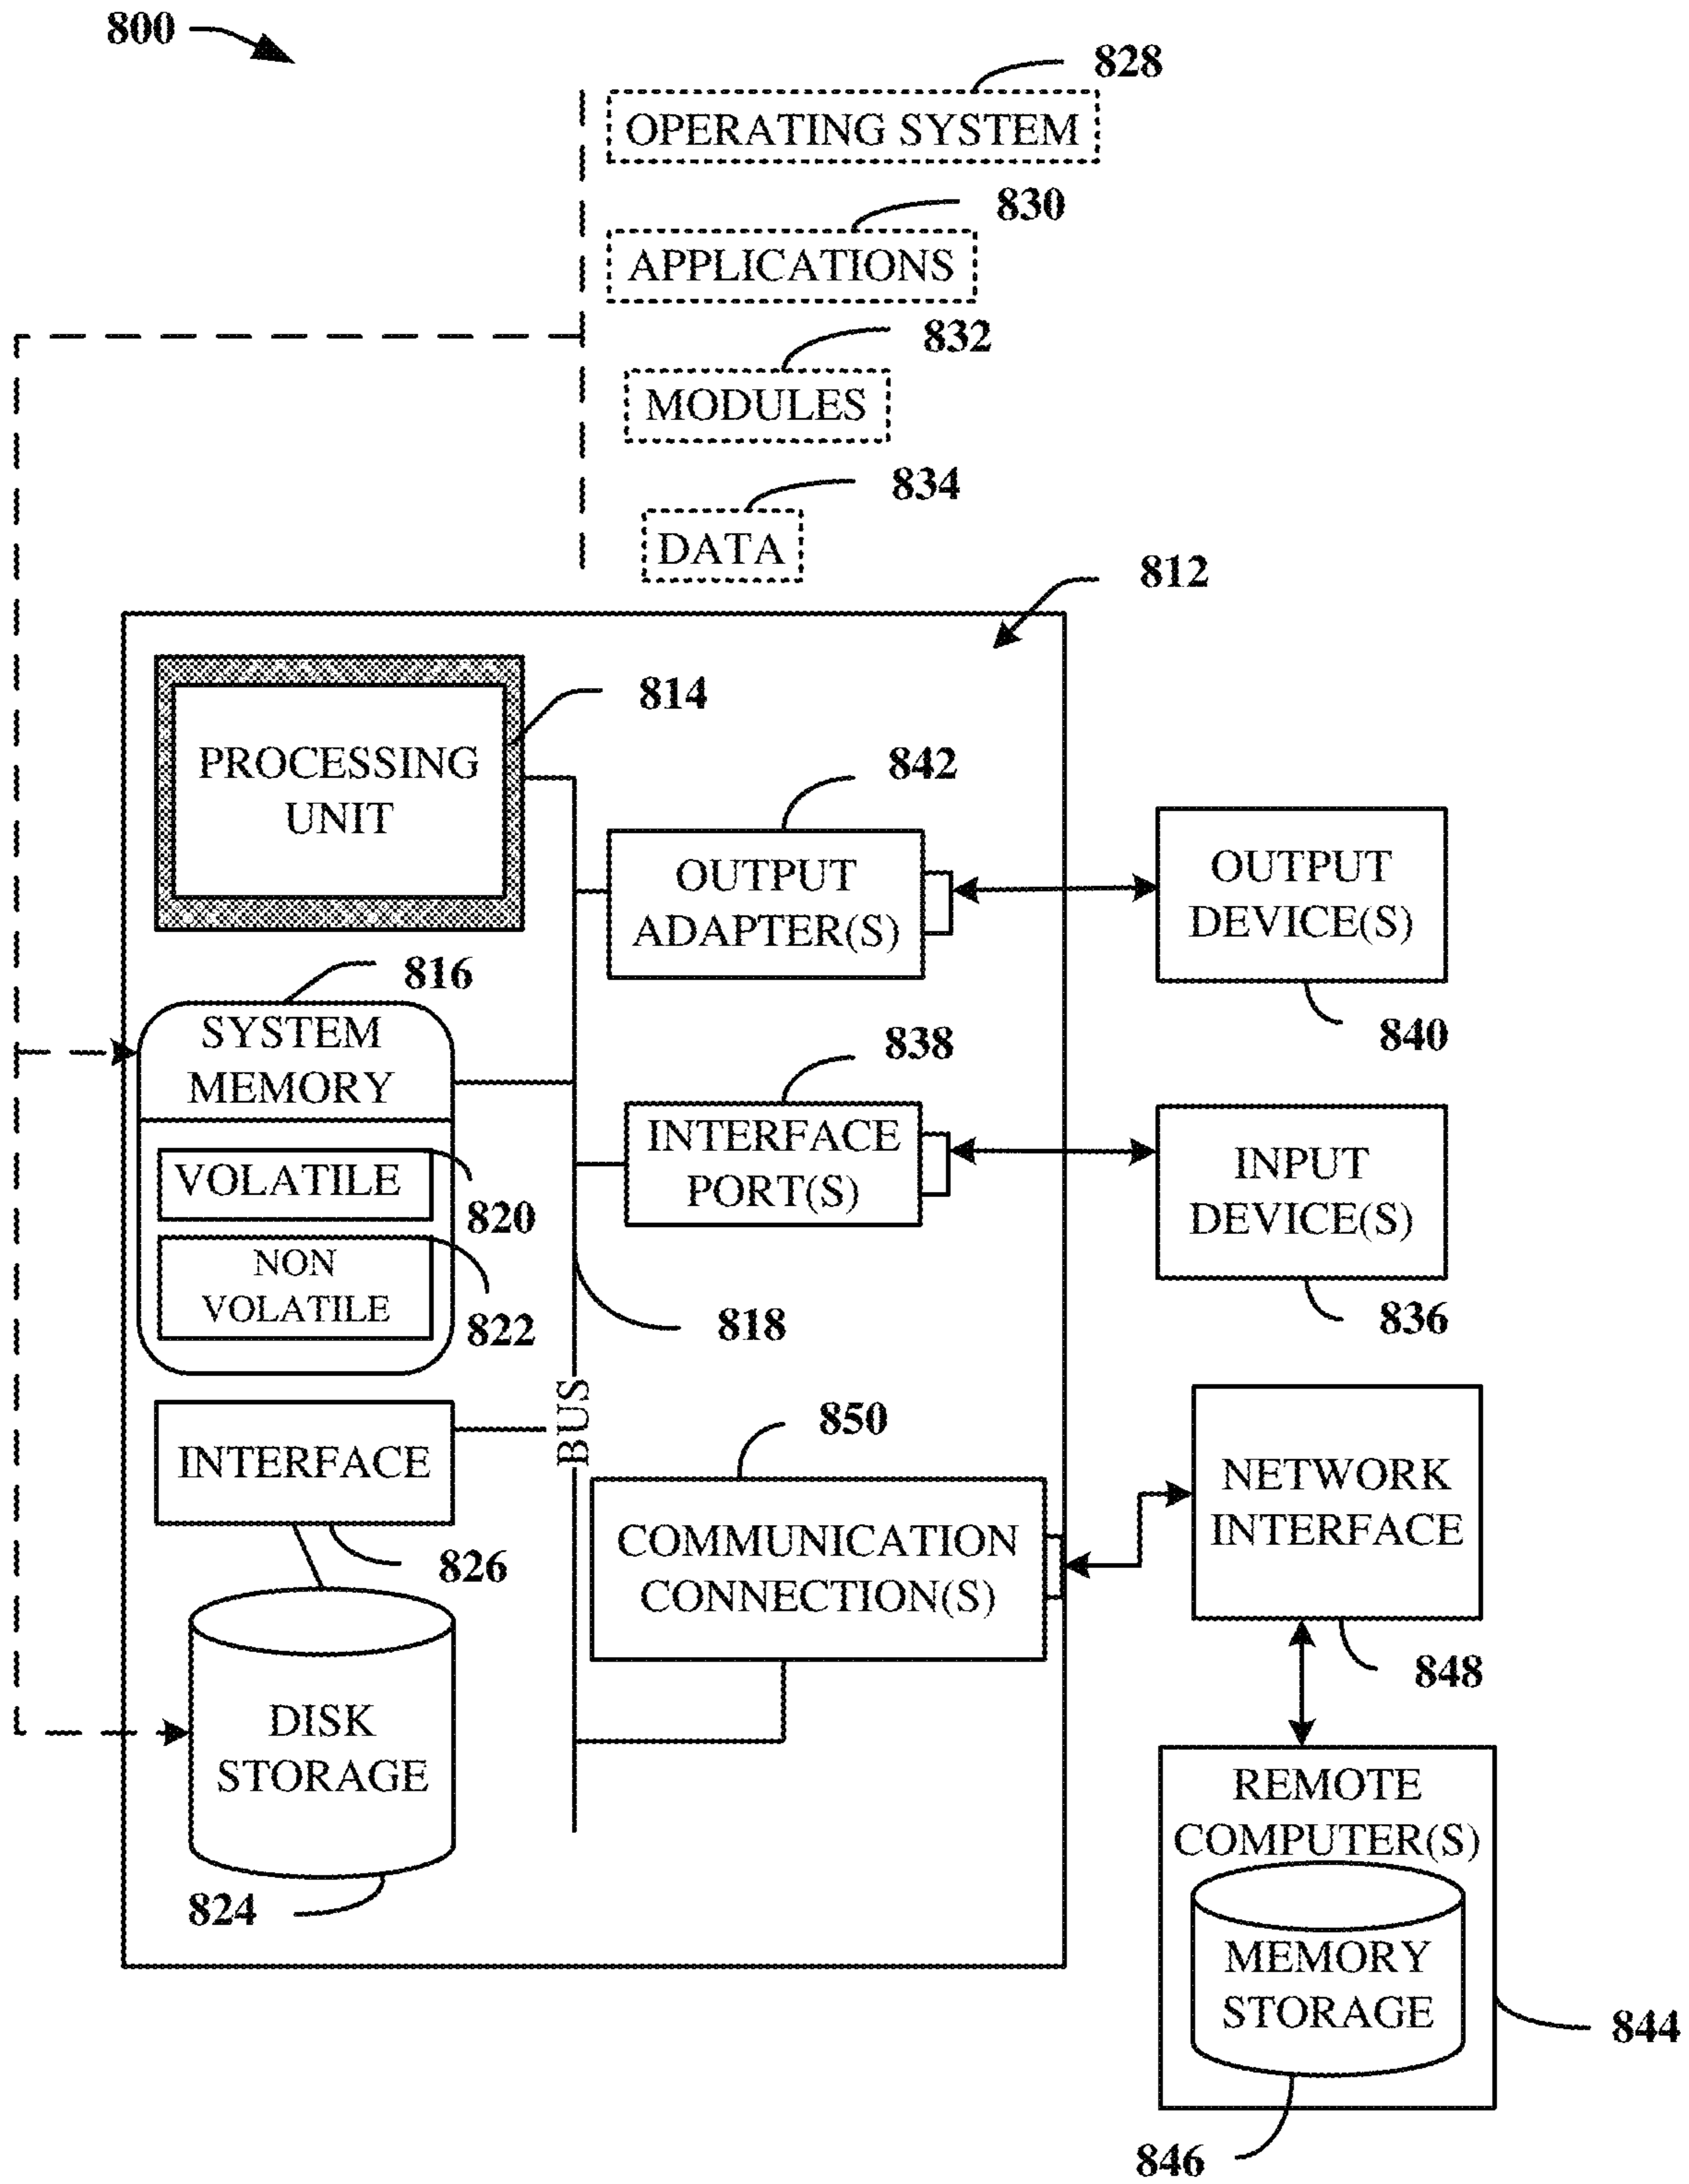 800
828
OPERATING SYSTEM
830
APPLICATIONS
832
MODULES
834
DATA
812
814
PROCESSING
UNIT
842
OUTPUT
ADAPTER(S)
OUTPUT
DEVICE(S)
840
816
SYSTEM
MEMORY
VOLATILE
820
NON
VOLATILE
822
838
INTERFACE
PORT(S)
INPUT
DEVICE(S)
836
818
BUS
INTERFACE
826
850
COMMUNICATION
CONNECTION(S)
NETWORK
INTERFACE
848
DISK
STORAGE
824
REMOTE
COMPUTER(S)
MEMORY
STORAGE
844
846